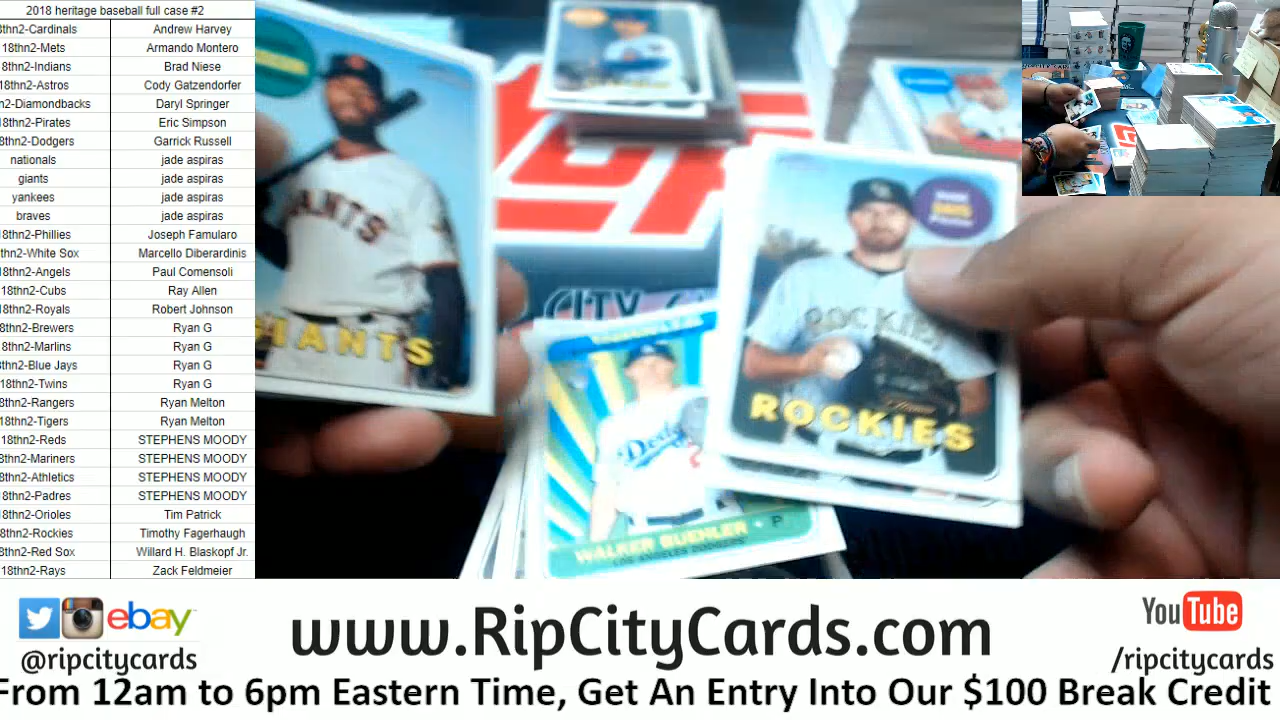 2018 heritage baseball full case #2
8thn2-Cardinals Andrew Harvey
18thn2-Mets Armando Montero
8thn2-Indians Brad Niese
18thn2-Astros Cody Gatzendorfer
n2-Diamondbacks Daryl Springer
18thn2-Pirates Eric Simpson
8thn2-Dodgers Garrick Russell
nationals jade aspiras
giants jade aspiras
yankees jade aspiras
braves jade aspiras
18thn2-Phillies Joseph Famularo
thn2-White Sox Marcello Diberardinis
18thn2-Angels Paul Comensoli
18thn2-Cubs Ray Allen
18thn2-Royals Robert Johnson
8thn2-Brewers Ryan G
18thn2-Marlins Ryan G
8thn2-Blue Jays Ryan G
18thn2-Twins Ryan G
8thn2-Rangers Ryan Melton
18thn2-Tigers Ryan Melton
18thn2-Reds STEPHENS MOODY
8thn2-Mariners STEPHENS MOODY
8thn2-Athletics STEPHENS MOODY
8thn2-Padres STEPHENS MOODY
18thn2-Orioles Tim Patrick
8thn2-Rockies Timothy Fagerhaugh
8thn2-Red Sox Willard H. Blaskopf Jr.
18thn2-Rays Zack Feldmeier
GIANTS
GIANTS
CITY
ROCKIES
ROCKIES
Dodgers
WALKER BUEHLER P
LOS ANGELES DODGERS
ebay
@ripcitycards
www.RipCityCards.com
YouTube
/ripcitycards
From 12am to 6pm Eastern Time, Get An Entry Into Our $100 Break Credit